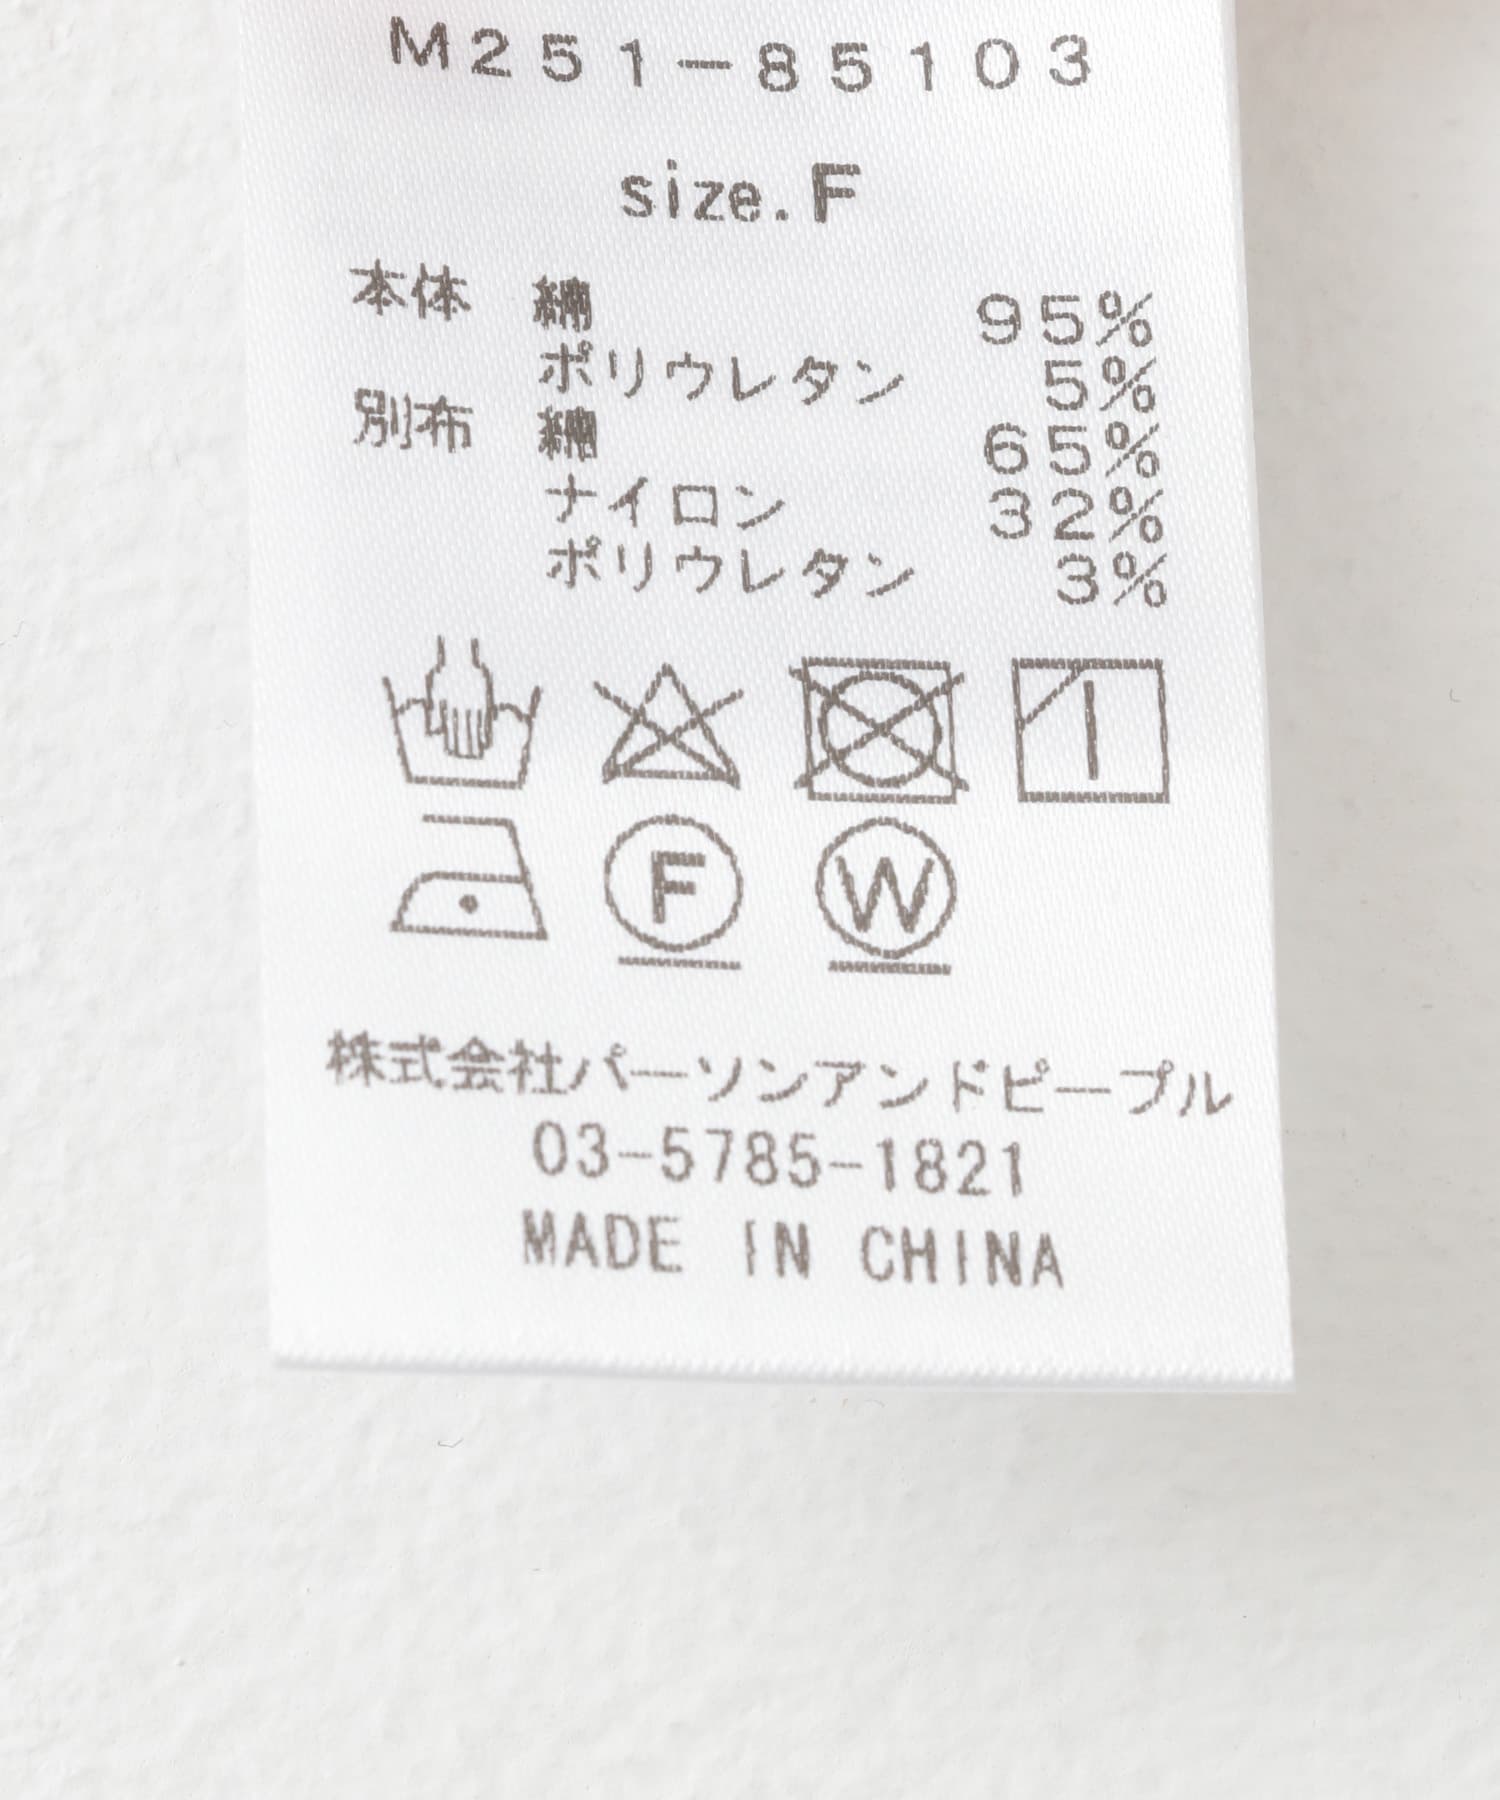 M251-85103
size.F
本体 綿 95%
ポリウレタン 5%
別布 綿 65%
ナイロン 32%
ポリウレタン 3%
F W
株式会社パーソンアンドピープル
03-5785-1821
MADE IN CHINA